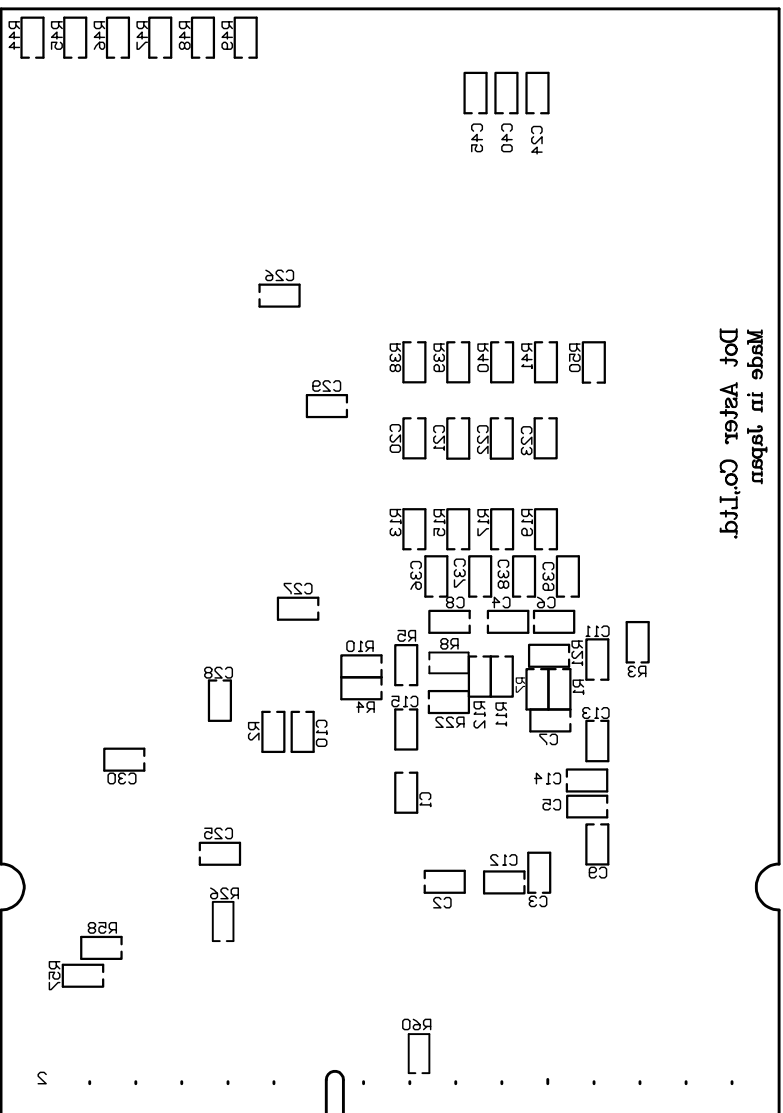 R44
R45
R46
R47
R48
R49
C45
C40
C24
C26
R38
R39
R40
R41
R50
Made in Japan
Dot Aster Co.,Ltd.
C29
C20
C21
C22
C23
R13
R15
R17
R19
C36
C37
C38
C39
C27
C8
C4
C6
C11
R5
R10
R8
R21
R3
C28
R4
C15
R22
R12
R11
R7
R1
C13
R2
C10
C7
C30
C14
C1
C5
C25
C12
C9
R26
C2
C3
R58
R57
R60
2